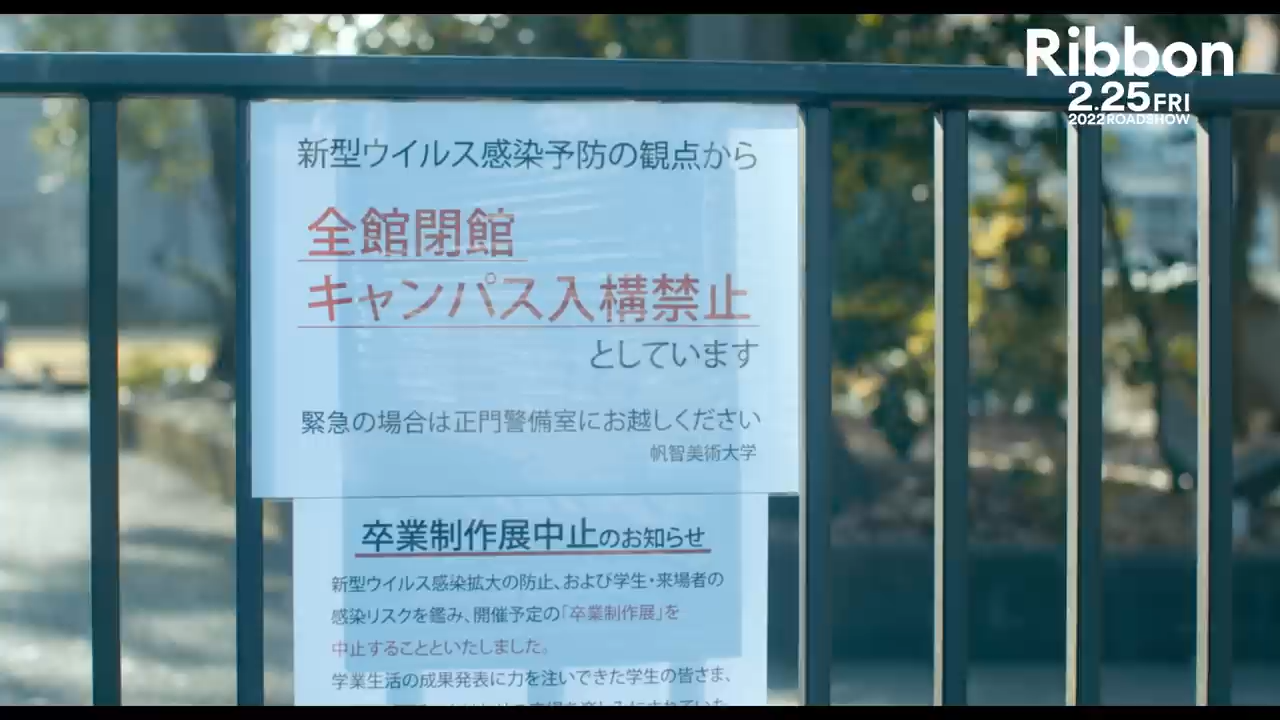 Ribbon
2.25 FRI
2022 ROADSHOW
新型ウイルス感染予防の観点から
全館閉館
キャンパス入構禁止
としています
緊急の場合は正門警備室にお越しください
帆智美術大学
卒業制作展中止のお知らせ
新型ウイルス感染拡大の防止、および学生・来場者の
感染リスクを鑑み、開催予定の「卒業制作展」を
中止することといたしました。
学業生活の成果発表に力を注いできた学生の皆さま、